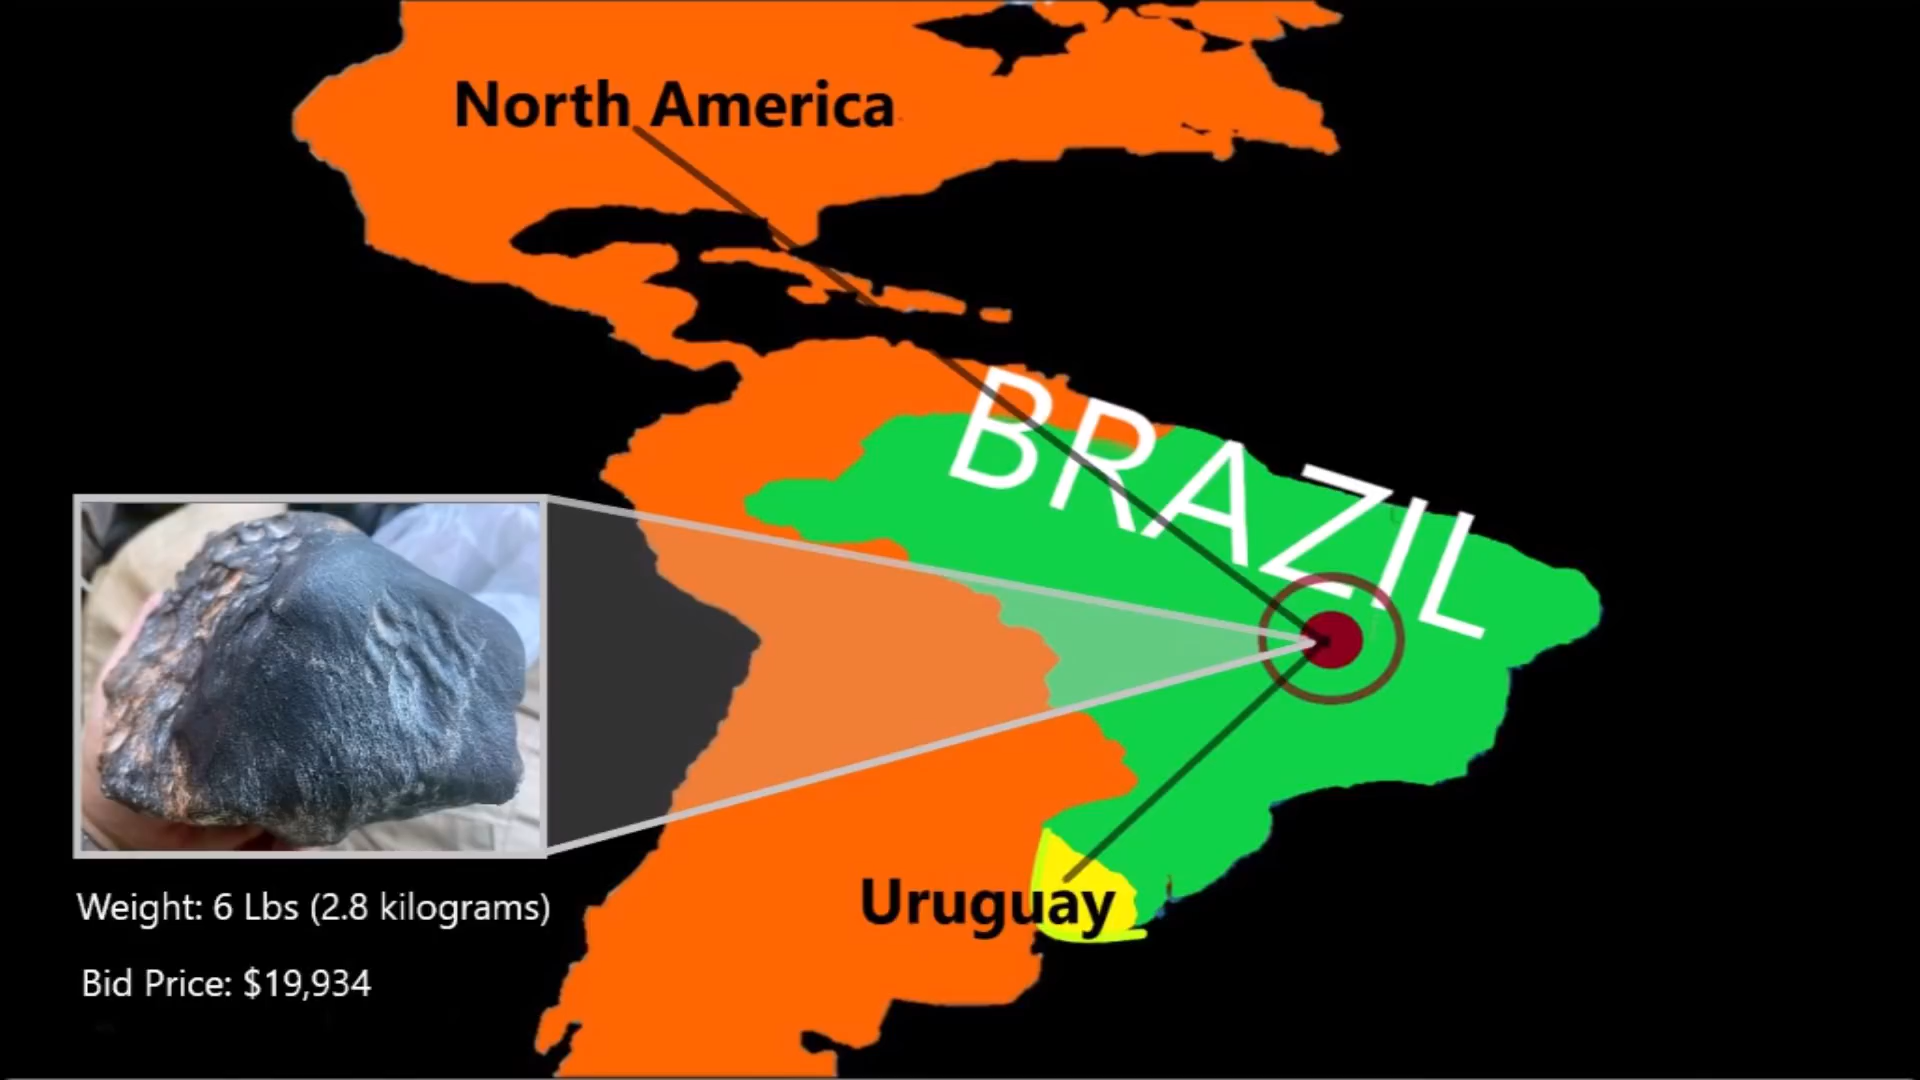 North America
BRAZIL
Uruguay
Weight: 6 Lbs (2.8 kilograms)
Bid Price: $19,934